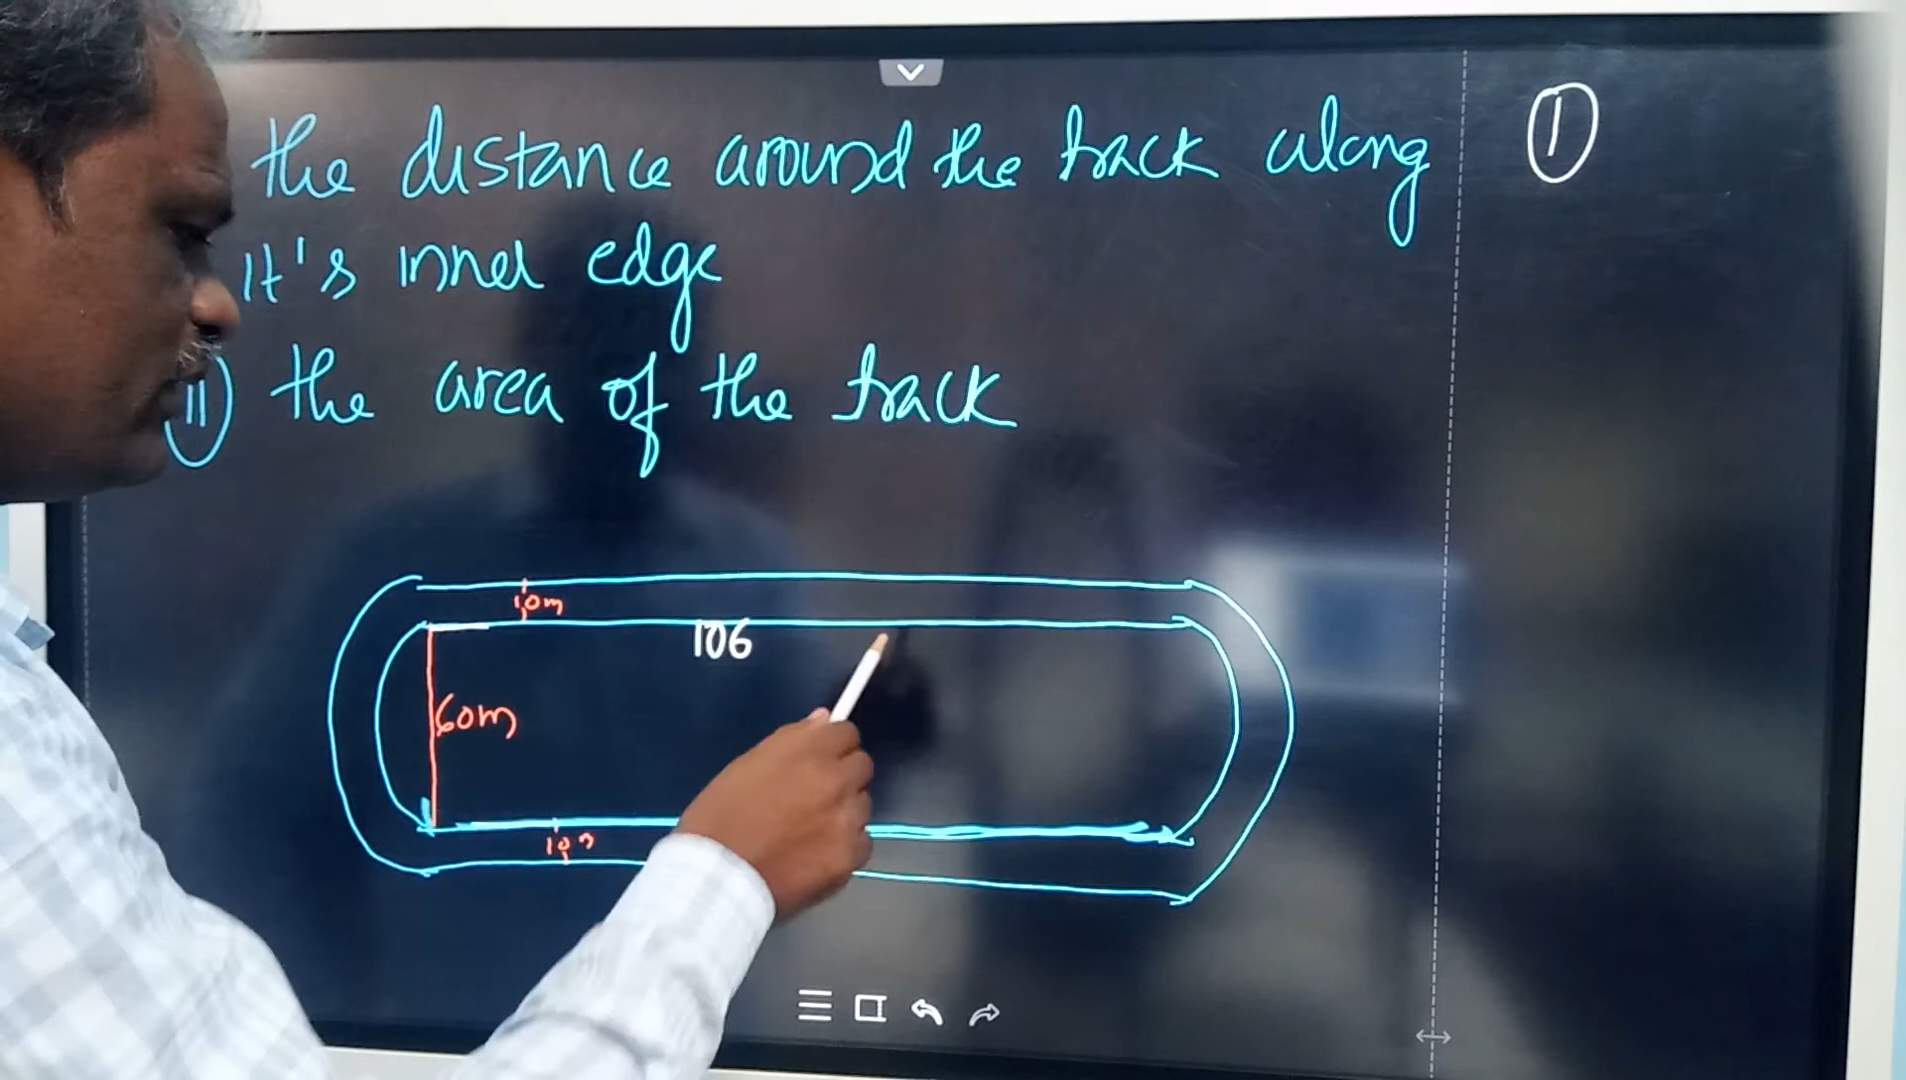 the distance around the track along
it's inner edge
II the area of the track
I
10m
106
60m
10m